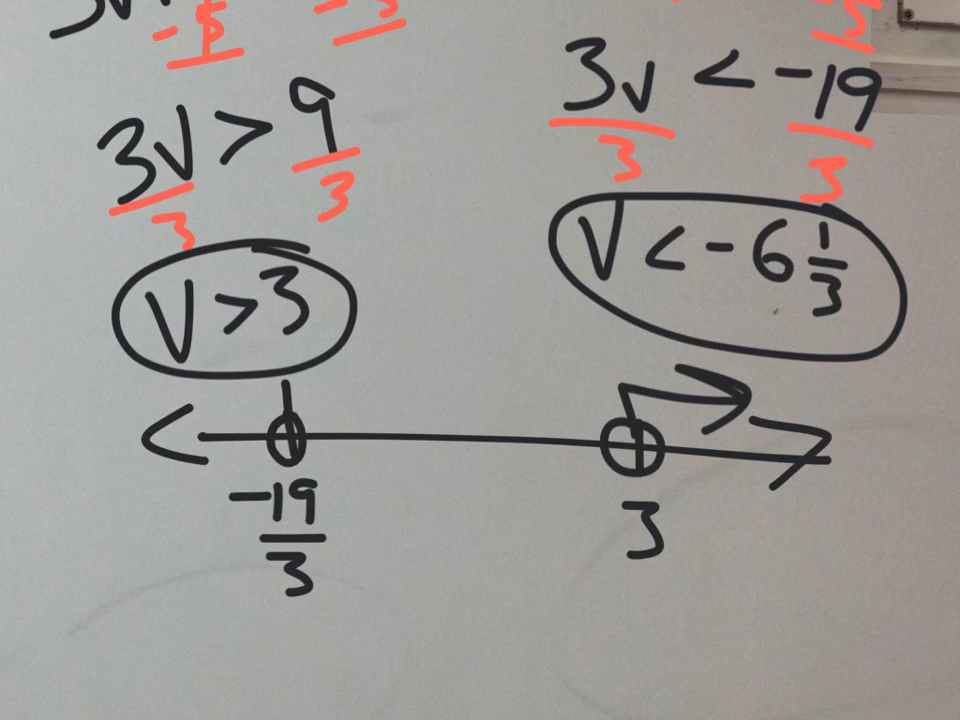 3V > 9
3 3
V > 3
3V < -19
3 3
V < -6 1/3
-19/3
3